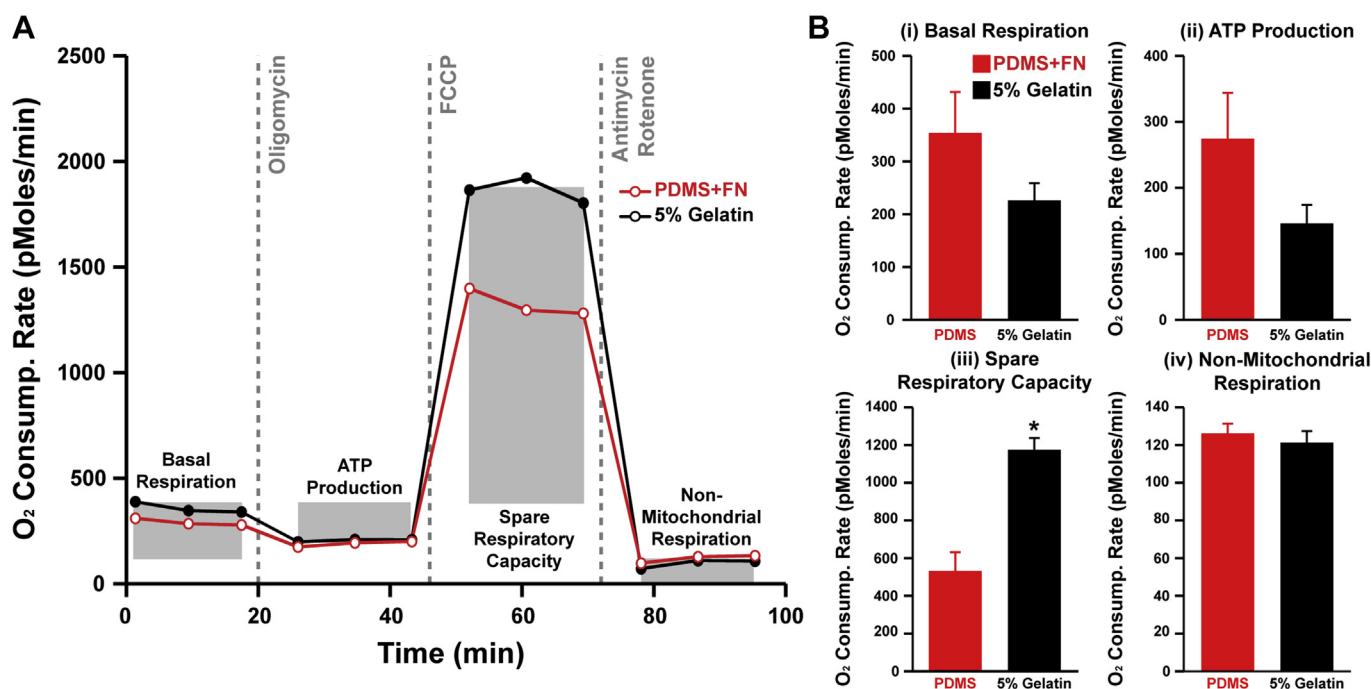 A
O₂ Consump. Rate (pMoles/min)
2500
2000
1500
1000
500
0
0
20
40
60
80
100
Time (min)
Oligomycin
FCCP
Antimycin
Rotenone
PDMS+FN
5% Gelatin
Basal
Respiration
ATP
Production
Spare
Respiratory
Capacity
Non-
Mitochondrial
Respiration
B
(i) Basal Respiration
O₂ Consump. Rate (pMoles/min)
500
400
300
200
100
0
PDMS+FN
5% Gelatin
PDMS
5% Gelatin
(ii) ATP Production
O₂ Consump. Rate (pMoles/min)
400
300
200
100
0
PDMS
5% Gelatin
(iii) Spare
Respiratory Capacity
O₂ Consump. Rate (pMoles/min)
1400
1200
1000
800
600
400
200
0
*
PDMS
5% Gelatin
(iv) Non-Mitochondrial
Respiration
O₂ Consump. Rate (pMoles/min)
140
120
100
80
60
40
20
0
PDMS
5% Gelatin